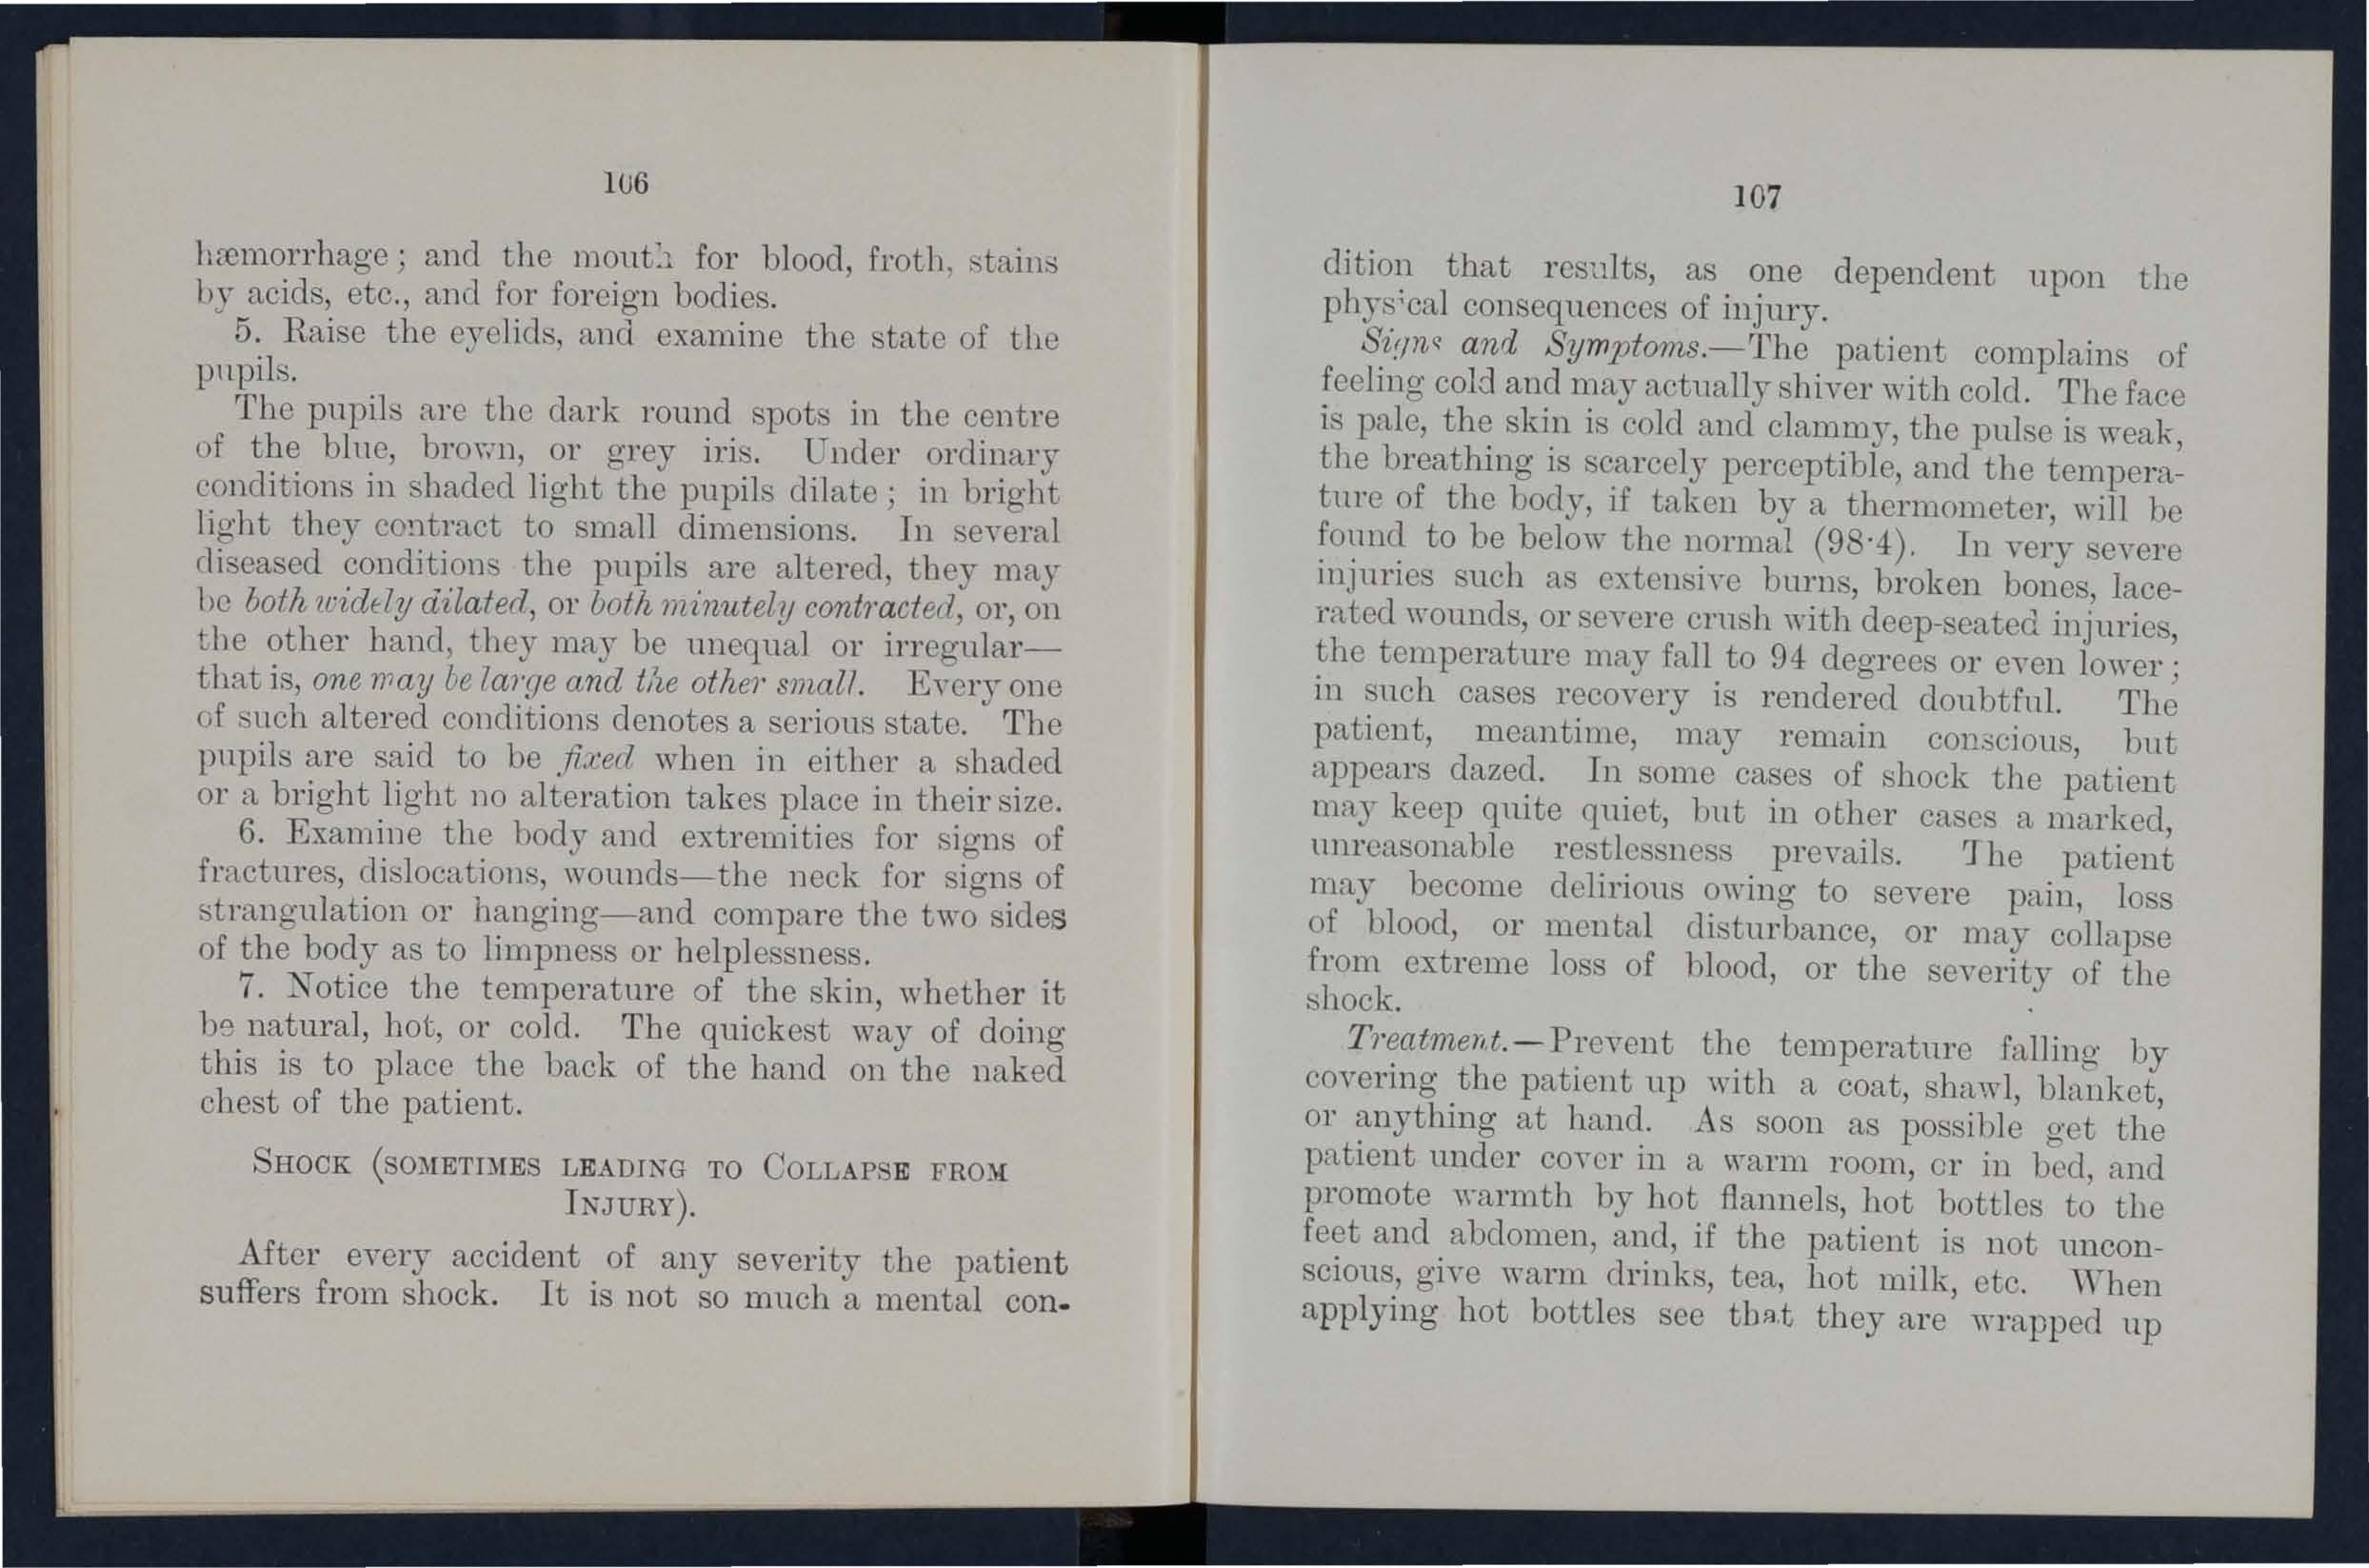 106
hæmorrhage; and the mouth for blood, froth, stains
by acids, etc., and for foreign bodies.
5. Raise the eyelids, and examine the state of the
pupils.
The pupils are the dark round spots in the centre
of the blue, brown, or grey iris. Under ordinary
conditions in shaded light the pupils dilate; in bright
light they contract to small dimensions. In several
diseased conditions the pupils are altered, they may
be both widely dilated, or both minutely contracted, or, on
the other hand, they may be unequal or irregular—
that is, one may be large and the other small. Every one
of such altered conditions denotes a serious state. The
pupils are said to be fixed when in either a shaded
or a bright light no alteration takes place in their size.
6. Examine the body and extremities for signs of
fractures, dislocations, wounds—the neck for signs of
strangulation or hanging—and compare the two sides
of the body as to limpness or helplessness.
7. Notice the temperature of the skin, whether it
be natural, hot, or cold. The quickest way of doing
this is to place the back of the hand on the naked
chest of the patient.
SHOCK (SOMETIMES LEADING TO COLLAPSE FROM
INJURY).
After every accident of any severity the patient
suffers from shock. It is not so much a mental con-
107
dition that results, as one dependent upon the
physical consequences of injury.
Signs and Symptoms.—The patient complains of
feeling cold and may actually shiver with cold. The face
is pale, the skin is cold and clammy, the pulse is weak,
the breathing is scarcely perceptible, and the tempera-
ture of the body, if taken by a thermometer, will be
found to be below the normal (98·4). In very severe
injuries such as extensive burns, broken bones, lace-
rated wounds, or severe crush with deep-seated injuries,
the temperature may fall to 94 degrees or even lower;
in such cases recovery is rendered doubtful. The
patient, meantime, may remain conscious, but
appears dazed. In some cases of shock the patient
may keep quite quiet, but in other cases a marked,
unreasonable restlessness prevails. The patient
may become delirious owing to severe pain, loss
of blood, or mental disturbance, or may collapse
from extreme loss of blood, or the severity of the
shock.
Treatment.—Prevent the temperature falling by
covering the patient up with a coat, shawl, blanket,
or anything at hand. As soon as possible get the
patient under cover in a warm room, or in bed, and
promote warmth by hot flannels, hot bottles to the
feet and abdomen, and, if the patient is not uncon-
scious, give warm drinks, tea, hot milk, etc. When
applying hot bottles see that they are wrapped up